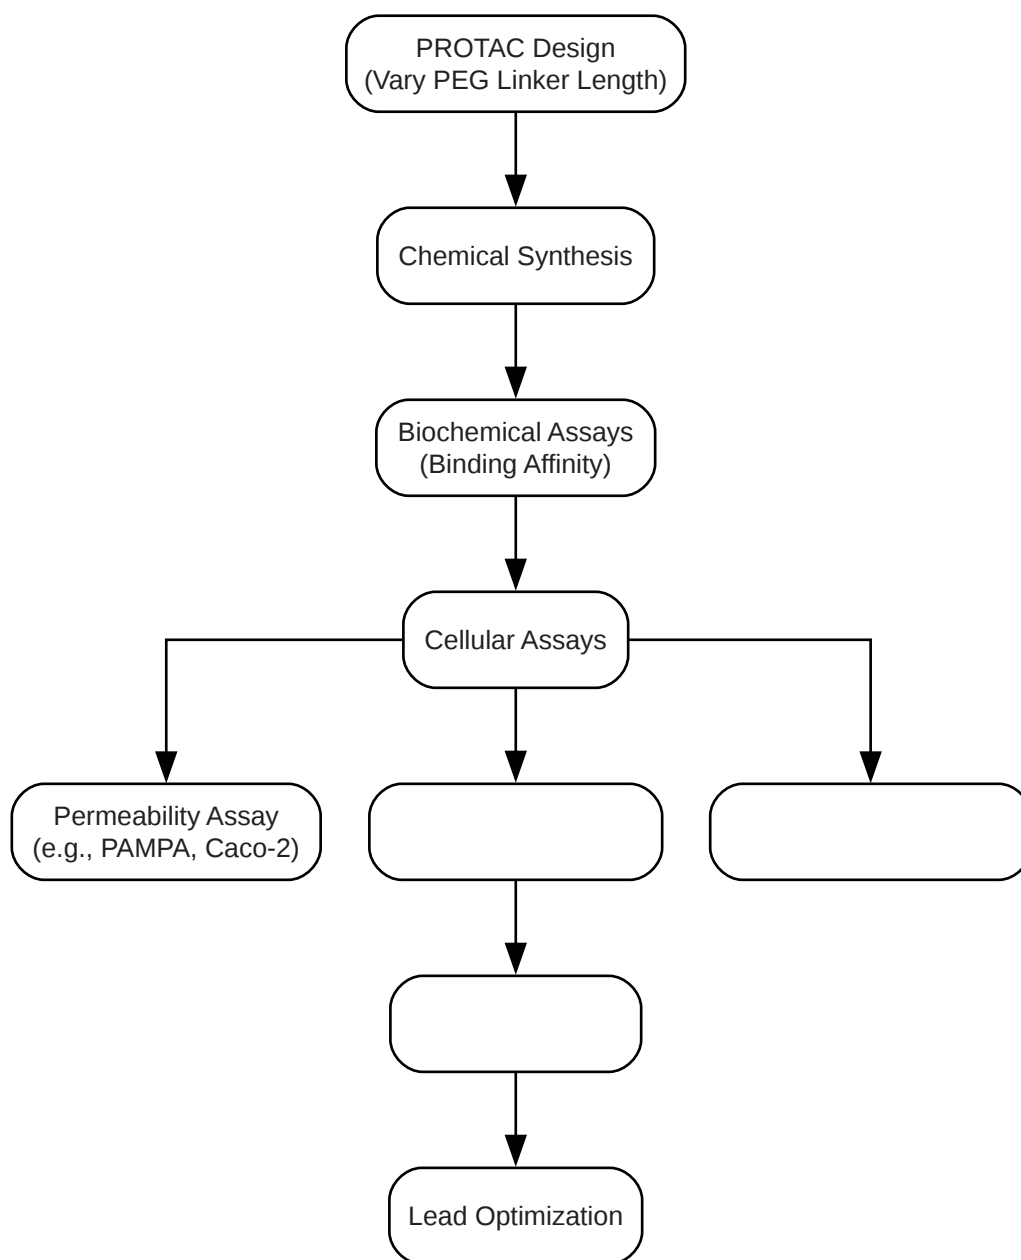 PROTAC Design
(Vary PEG Linker Length)
Chemical Synthesis
Biochemical Assays
(Binding Affinity)
Cellular Assays
Permeability Assay
(e.g., PAMPA, Caco-2)
Lead Optimization